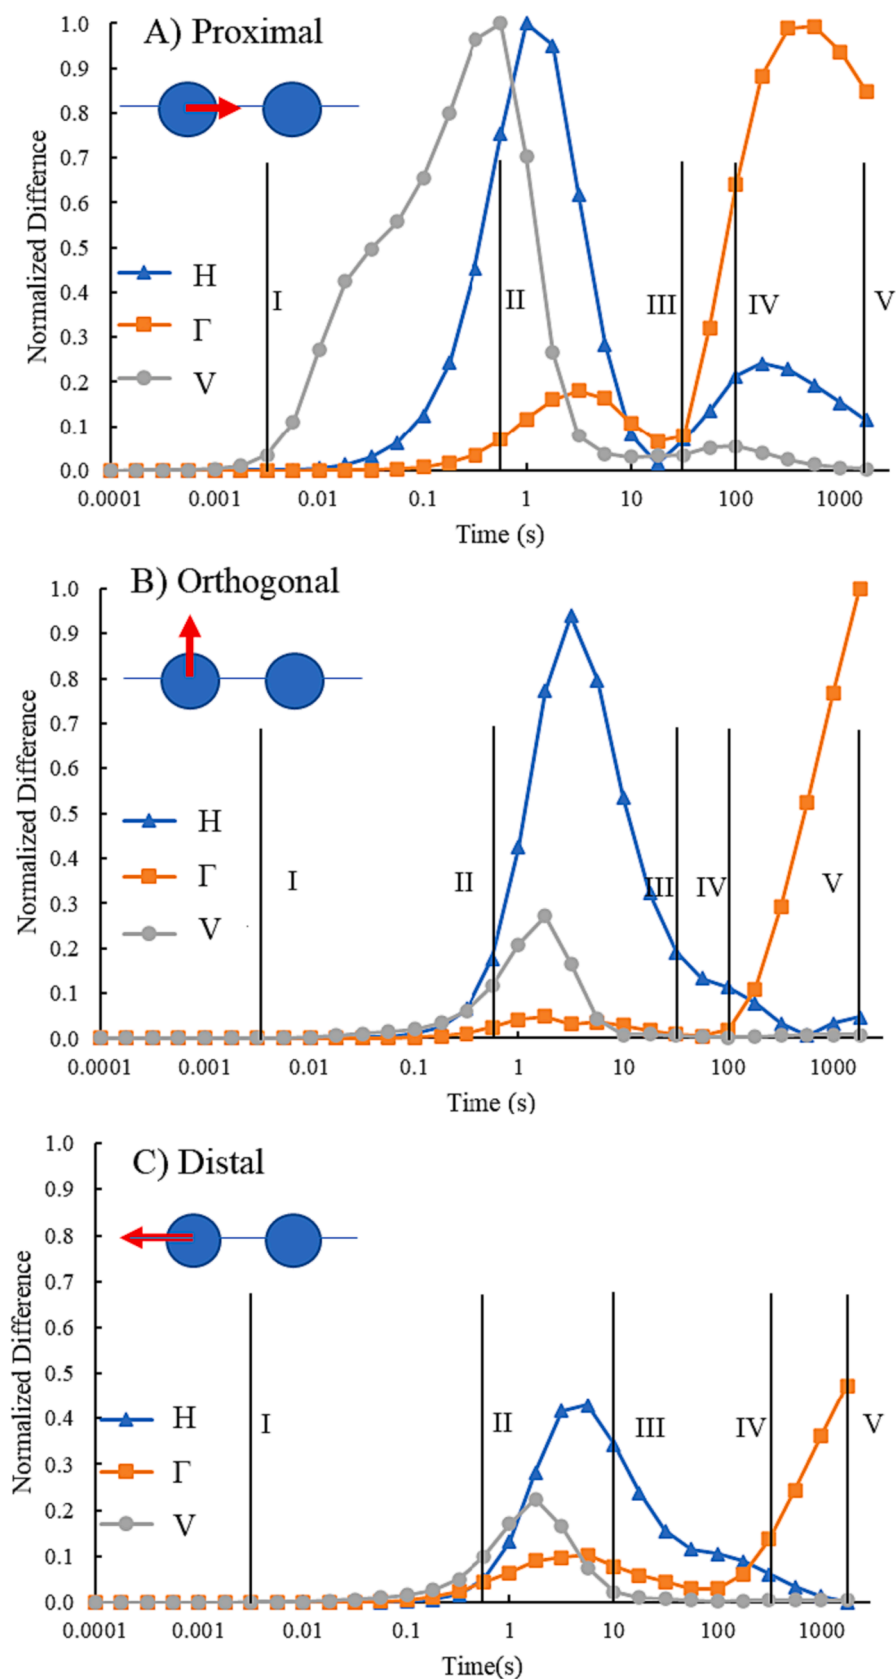 A) Proximal
Normalized Differnce
1.0
0.9
0.8
0.7
0.6
0.5
0.4
0.3
0.2
0.1
0.0
H
Γ
V
I
II
III
IV
V
0.0001 0.001 0.01 0.1 1 10 100 1000
Time (s)
B) Orthogonal
Normalized Difference
1.0
0.9
0.8
0.7
0.6
0.5
0.4
0.3
0.2
0.1
0.0
H
Γ
V
I
II
III
IV
V
0.0001 0.001 0.01 0.1 1 10 100 1000
Time (s)
C) Distal
Normalized Difference
1.0
0.9
0.8
0.7
0.6
0.5
0.4
0.3
0.2
0.1
0.0
H
Γ
V
I
II
III
IV
V
0.0001 0.001 0.01 0.1 1 10 100 1000
Time(s)